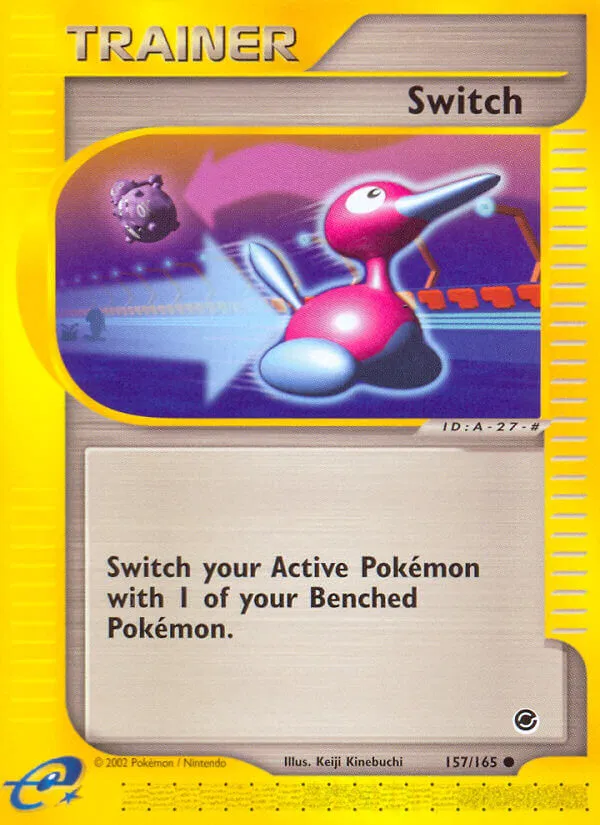 TRAINER
Switch
ID:A-27-#
Switch your Active Pokémon
with 1 of your Benched
Pokémon.
© 2002 Pokémon / Nintendo
Illus. Keiji Kinebuchi
157/165